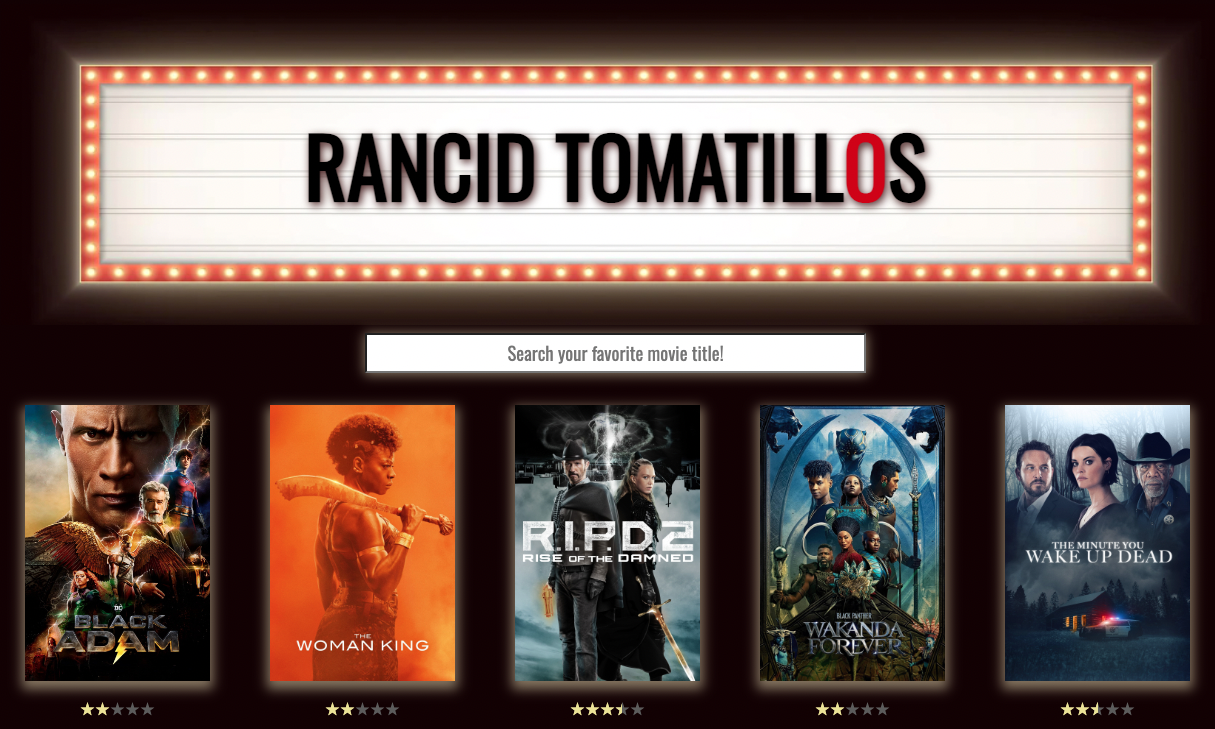 RANCID TOMATILLOS
Search your favorite movie title!
DC
BLACK
ADAM
THE
WOMAN KING
R.I.P.D. 2
RISE OF THE DAMNED
BLACK PANTHER
WAKANDA
FOREVER
THE MINUTE YOU
WAKE UP DEAD